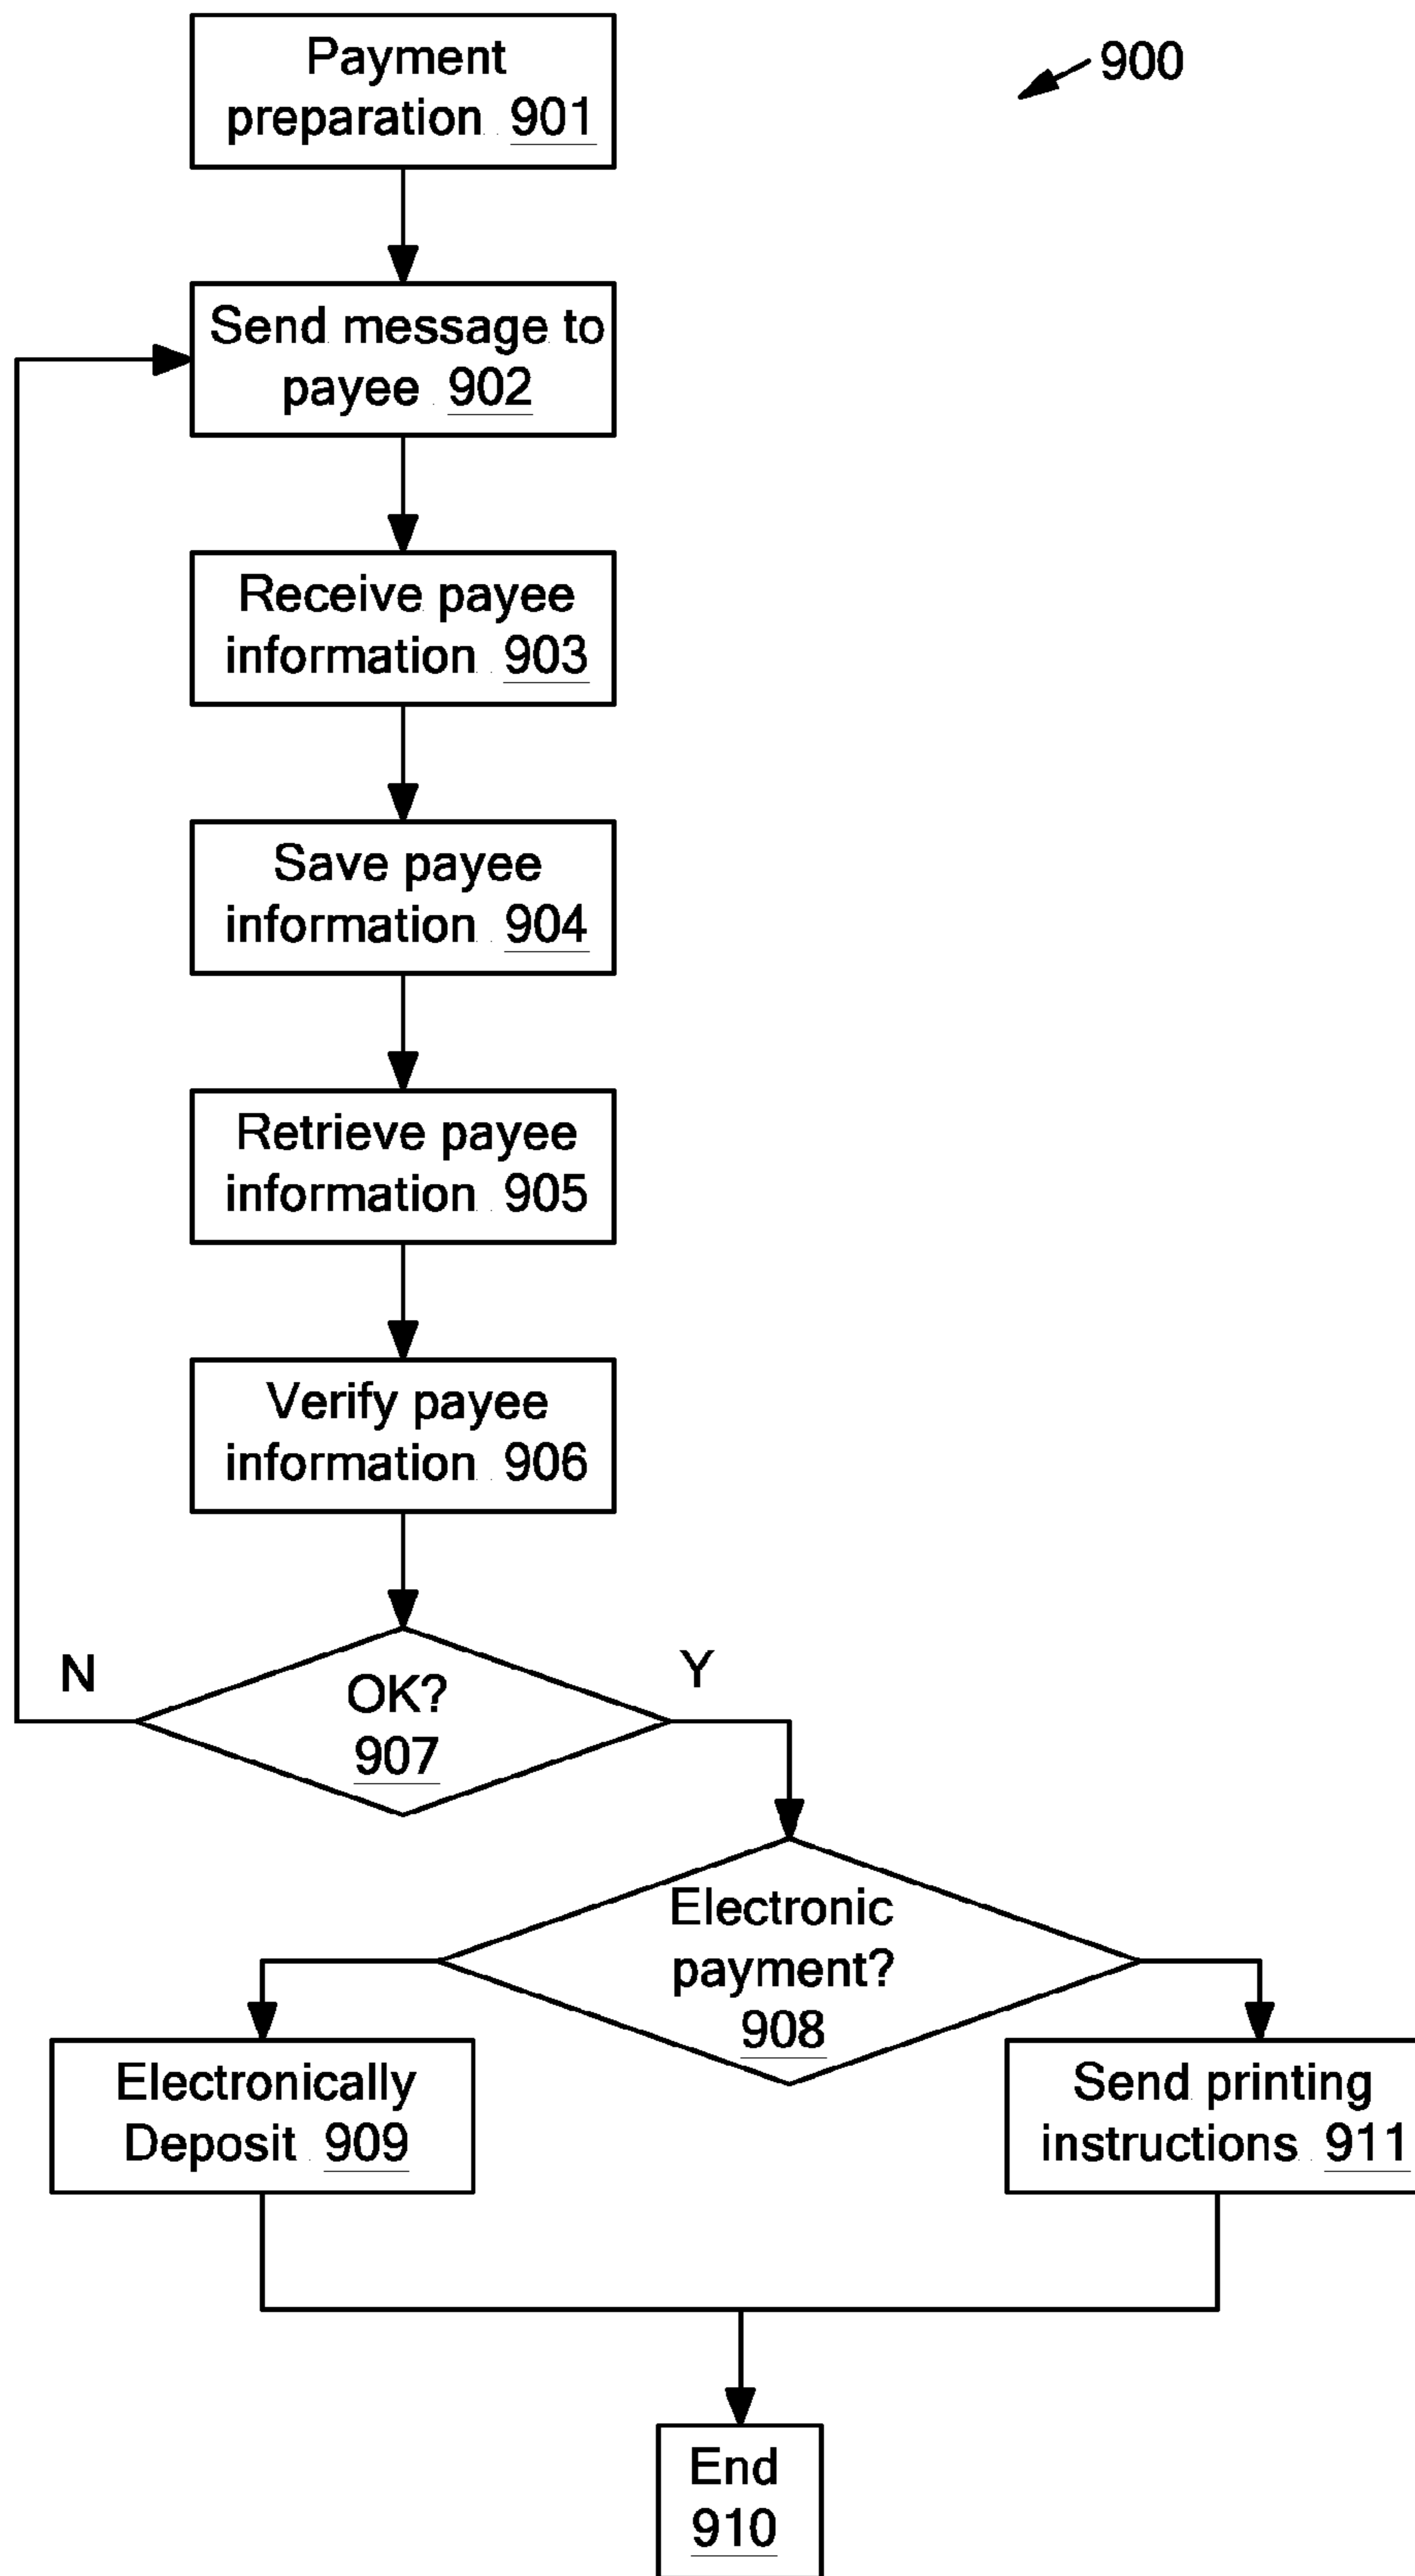 Payment
preparation 901
900
Send message to
payee 902
Receive payee
information 903
Save payee
information 904
Retrieve payee
information 905
Verify payee
information 906
N
OK?
907
Y
Electronic
payment?
908
Electronically
Deposit 909
Send printing
instructions 911
End
910